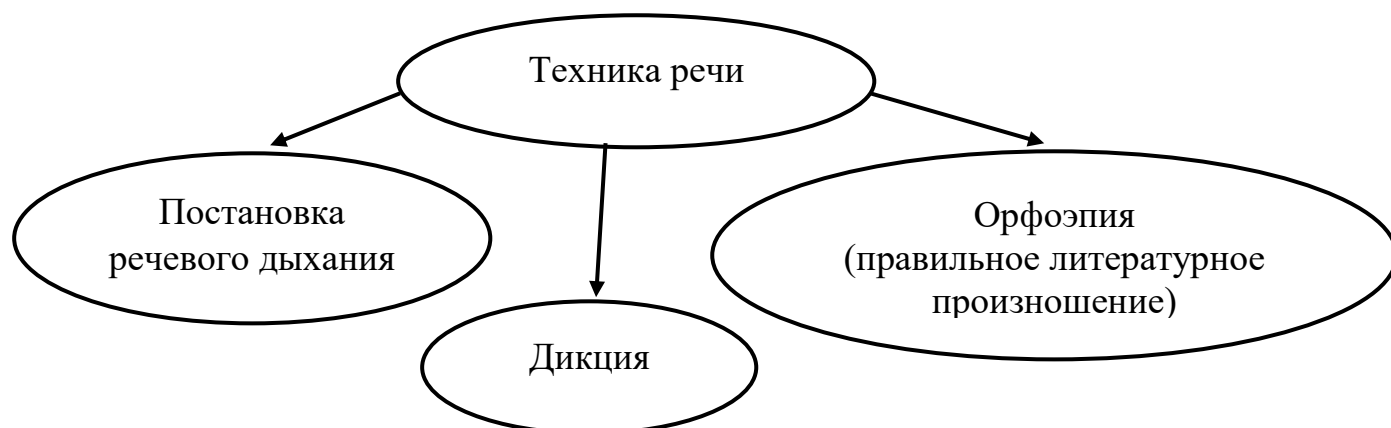 Техника речи
Постановка
речевого дыхания
Орфоэпия
(правильное литературное
произношение)
Дикция